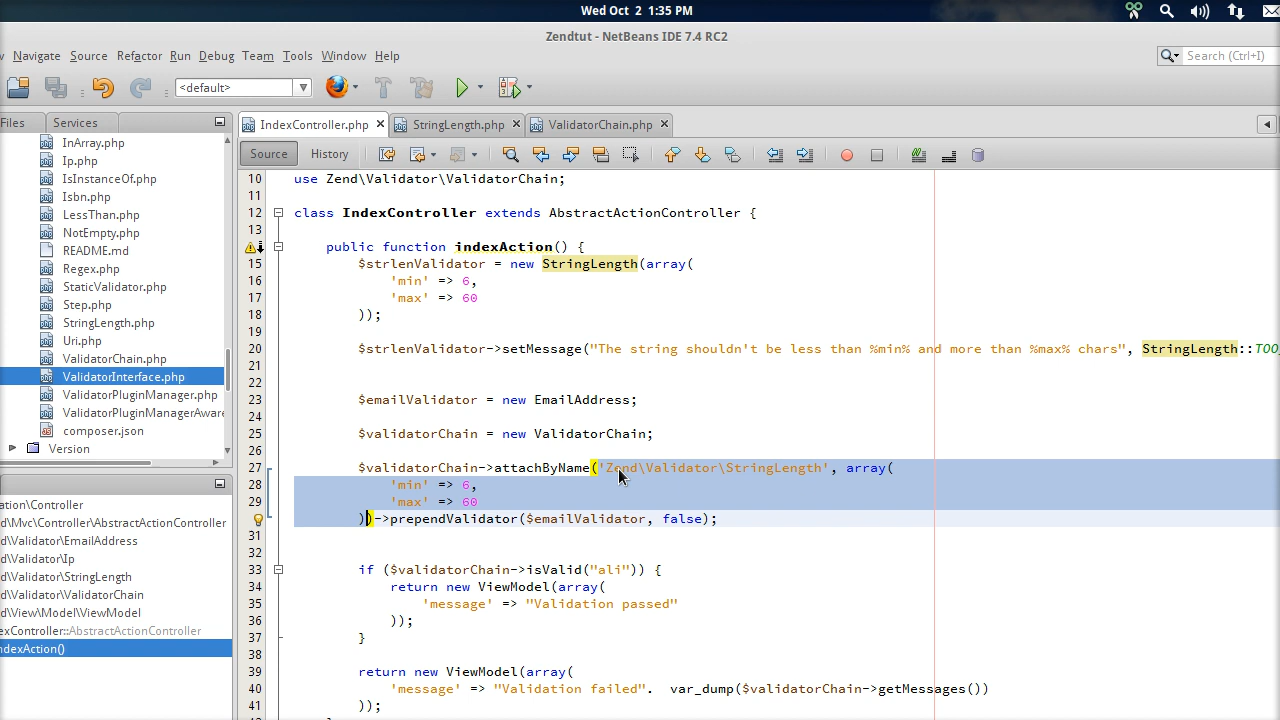 Wed Oct 2 1:35 PM
Zendtut - NetBeans IDE 7.4 RC2
Navigate Source Refactor Run Debug Team Tools Window Help
Search (Ctrl+I)
<default>
Files Services
IndexController.php StringLength.php ValidatorChain.php
Source History
InArray.php
Ip.php
IsInstanceOf.php
Isbn.php
LessThan.php
NotEmpty.php
README.md
Regex.php
StaticValidator.php
Step.php
StringLength.php
Uri.php
ValidatorChain.php
ValidatorInterface.php
ValidatorPluginManager.php
ValidatorPluginManagerAware
composer.json
Version
ation\Controller
d\Mvc\Controller\AbstractActionController
d\Validator\EmailAddress
d\Validator\Ip
d\Validator\StringLength
d\Validator\ValidatorChain
d\View\Model\ViewModel
exController::AbstractActionController
ndexAction()
10 use Zend\Validator\ValidatorChain;
11
12 class IndexController extends AbstractActionController {
13
public function indexAction() {
15 $strlenValidator = new StringLength(array(
16 'min' => 6,
17 'max' => 60
18 ));
19
20 $strlenValidator->setMessage("The string shouldn't be less than %min% and more than %max% chars", StringLength::TOO
21
22
23 $emailValidator = new EmailAddress;
24
25 $validatorChain = new ValidatorChain;
26
27 $validatorChain->attachByName('Zend\Validator\StringLength', array(
28 'min' => 6,
29 'max' => 60
))->prependValidator($emailValidator, false);
31
32
33 if ($validatorChain->isValid("ali")) {
34 return new ViewModel(array(
35 'message' => "Validation passed"
36 ));
37 }
38
39 return new ViewModel(array(
40 'message' => "Validation failed". var_dump($validatorChain->getMessages())
41 ));
42